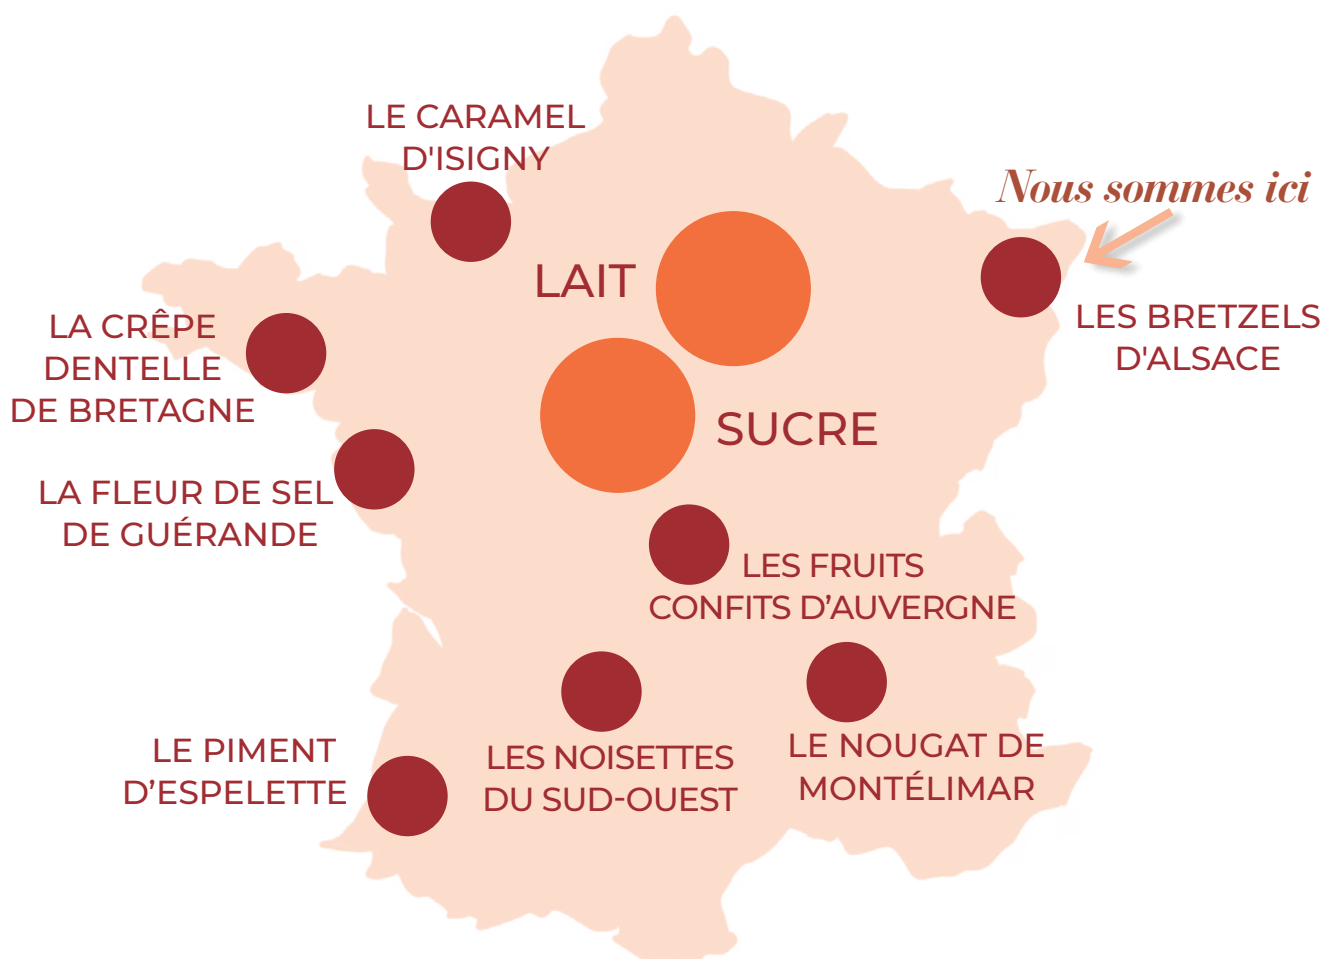 LE CARAMEL
D'ISIGNY
Nous sommes ici
LAIT
LES BRETZELS
D'ALSACE
LA CRÊPE
DENTELLE
DE BRETAGNE
SUCRE
LA FLEUR DE SEL
DE GUÉRANDE
LES FRUITS
CONFITS D’AUVERGNE
LE PIMENT
D’ESPELETTE
LES NOISETTES
DU SUD-OUEST
LE NOUGAT DE
MONTÉLIMAR